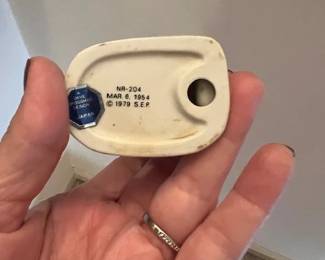 NR-204
MAR. 6, 1954
© 1979 S.E.P.
JAPAN